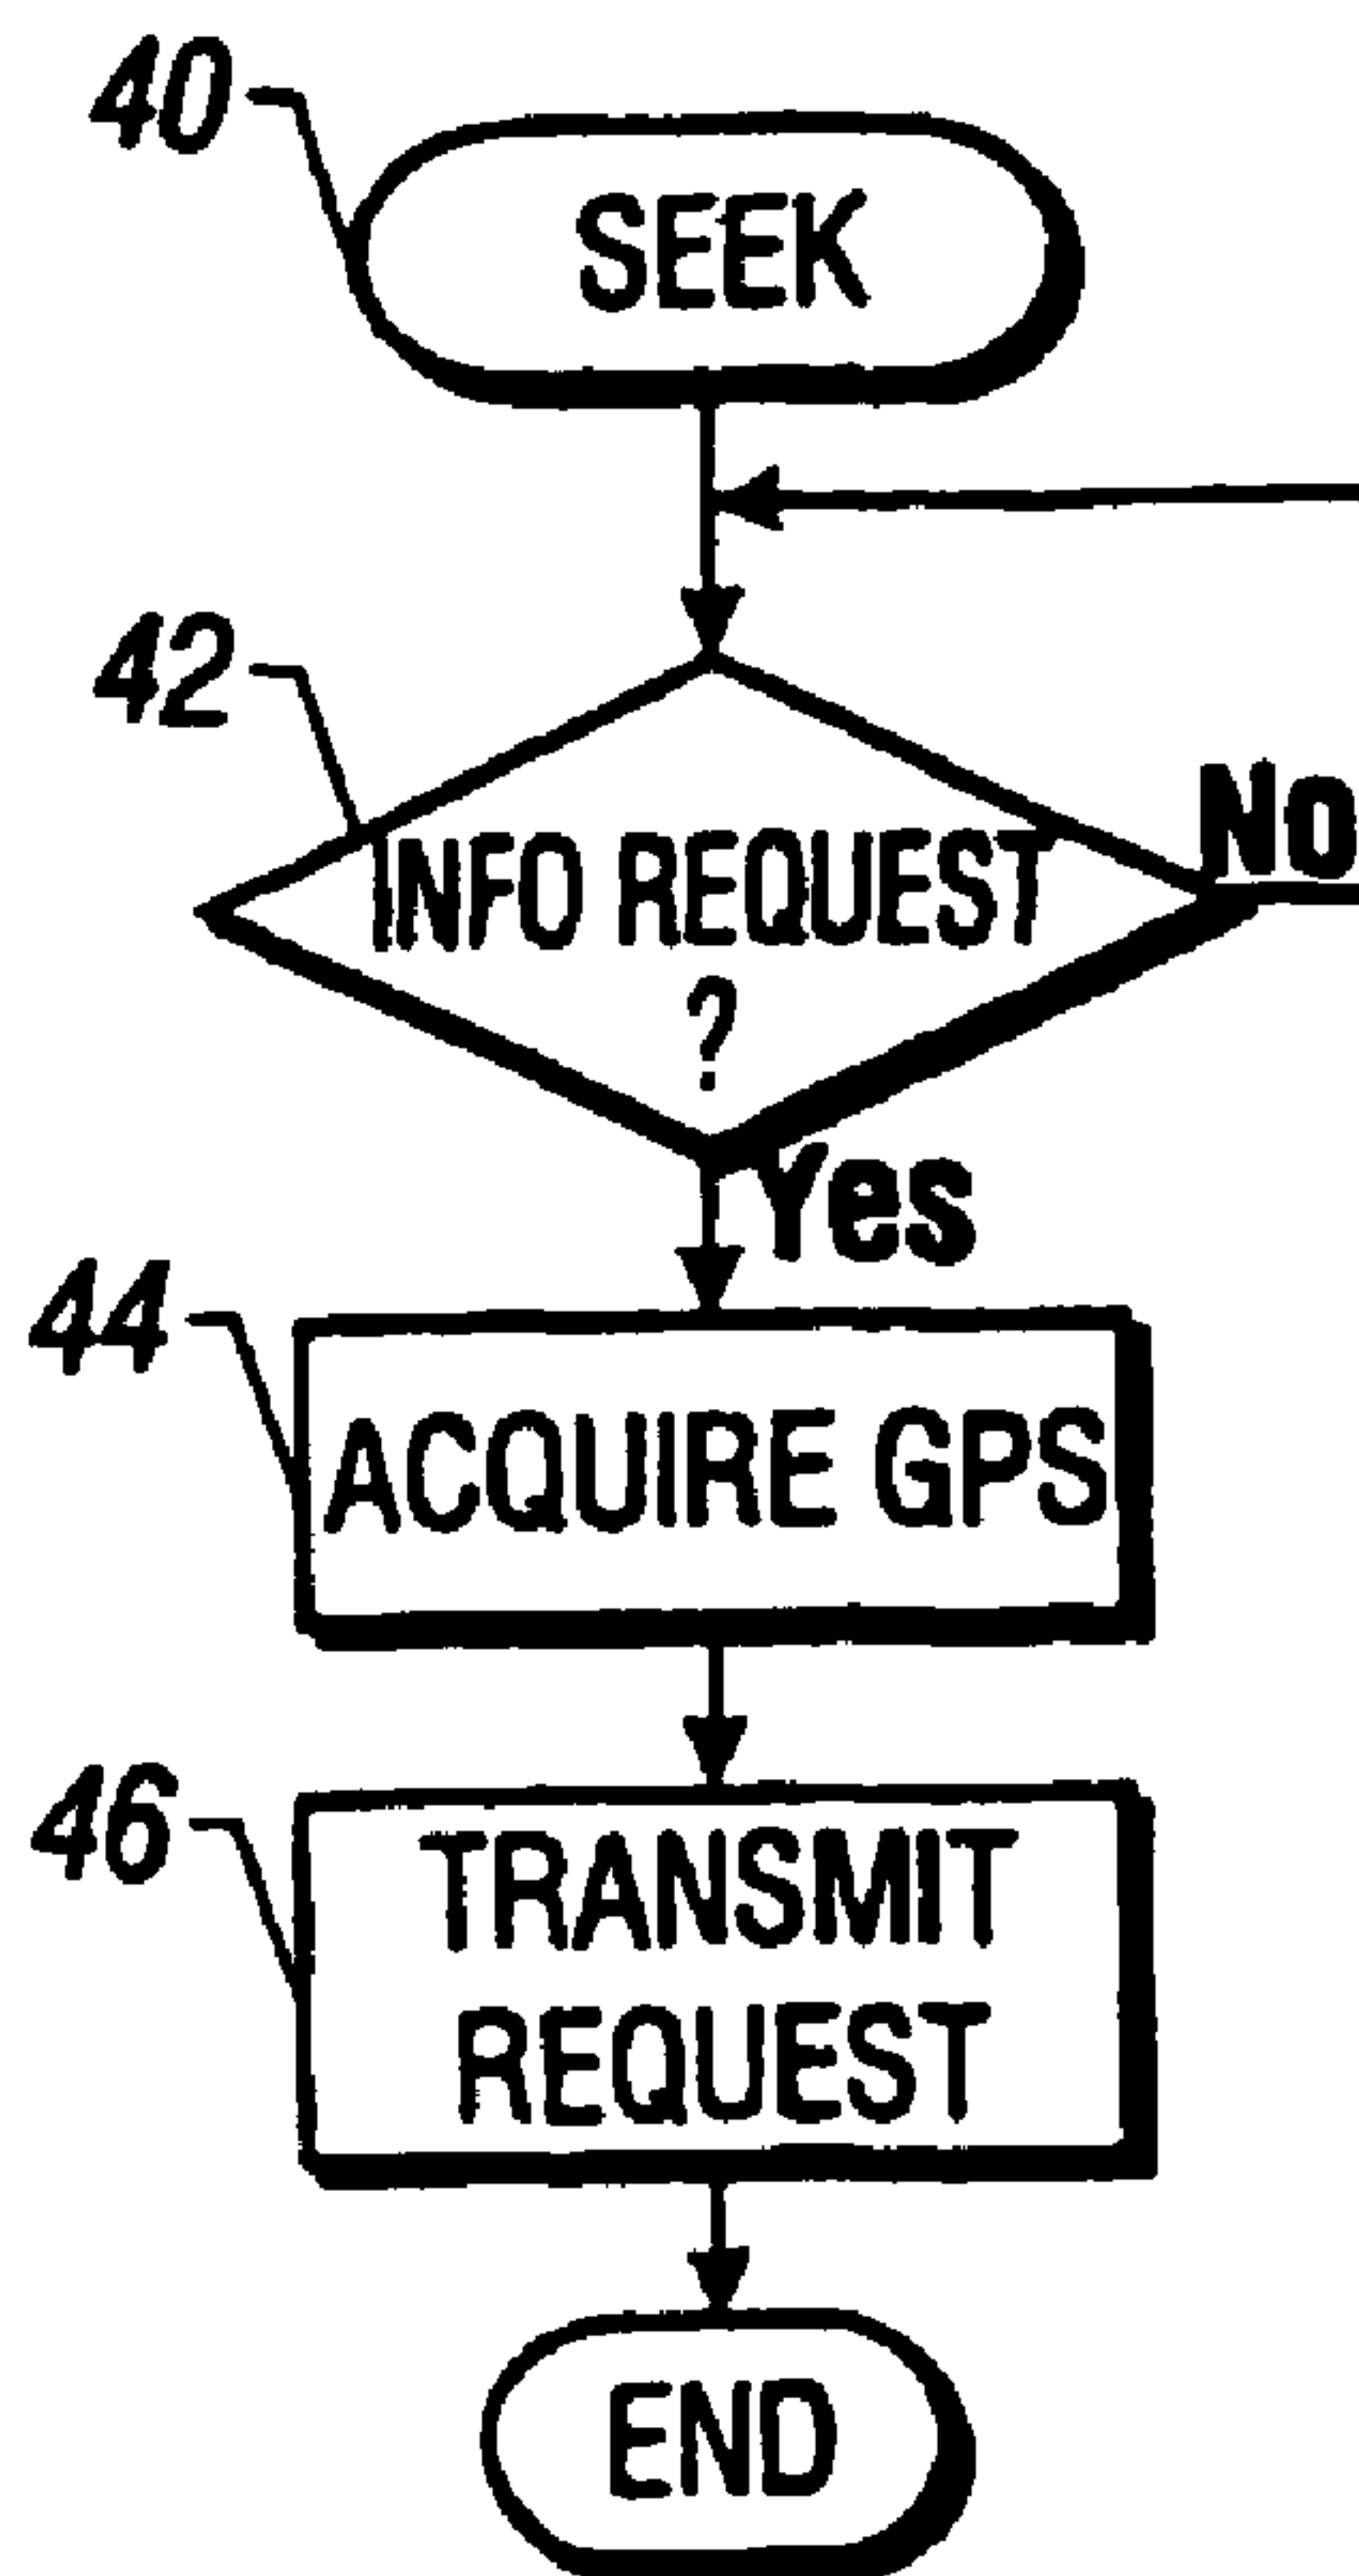 40
SEEK
42
INFO REQUEST
?
No
Yes
44
ACQUIRE GPS
46
TRANSMIT
REQUEST
END